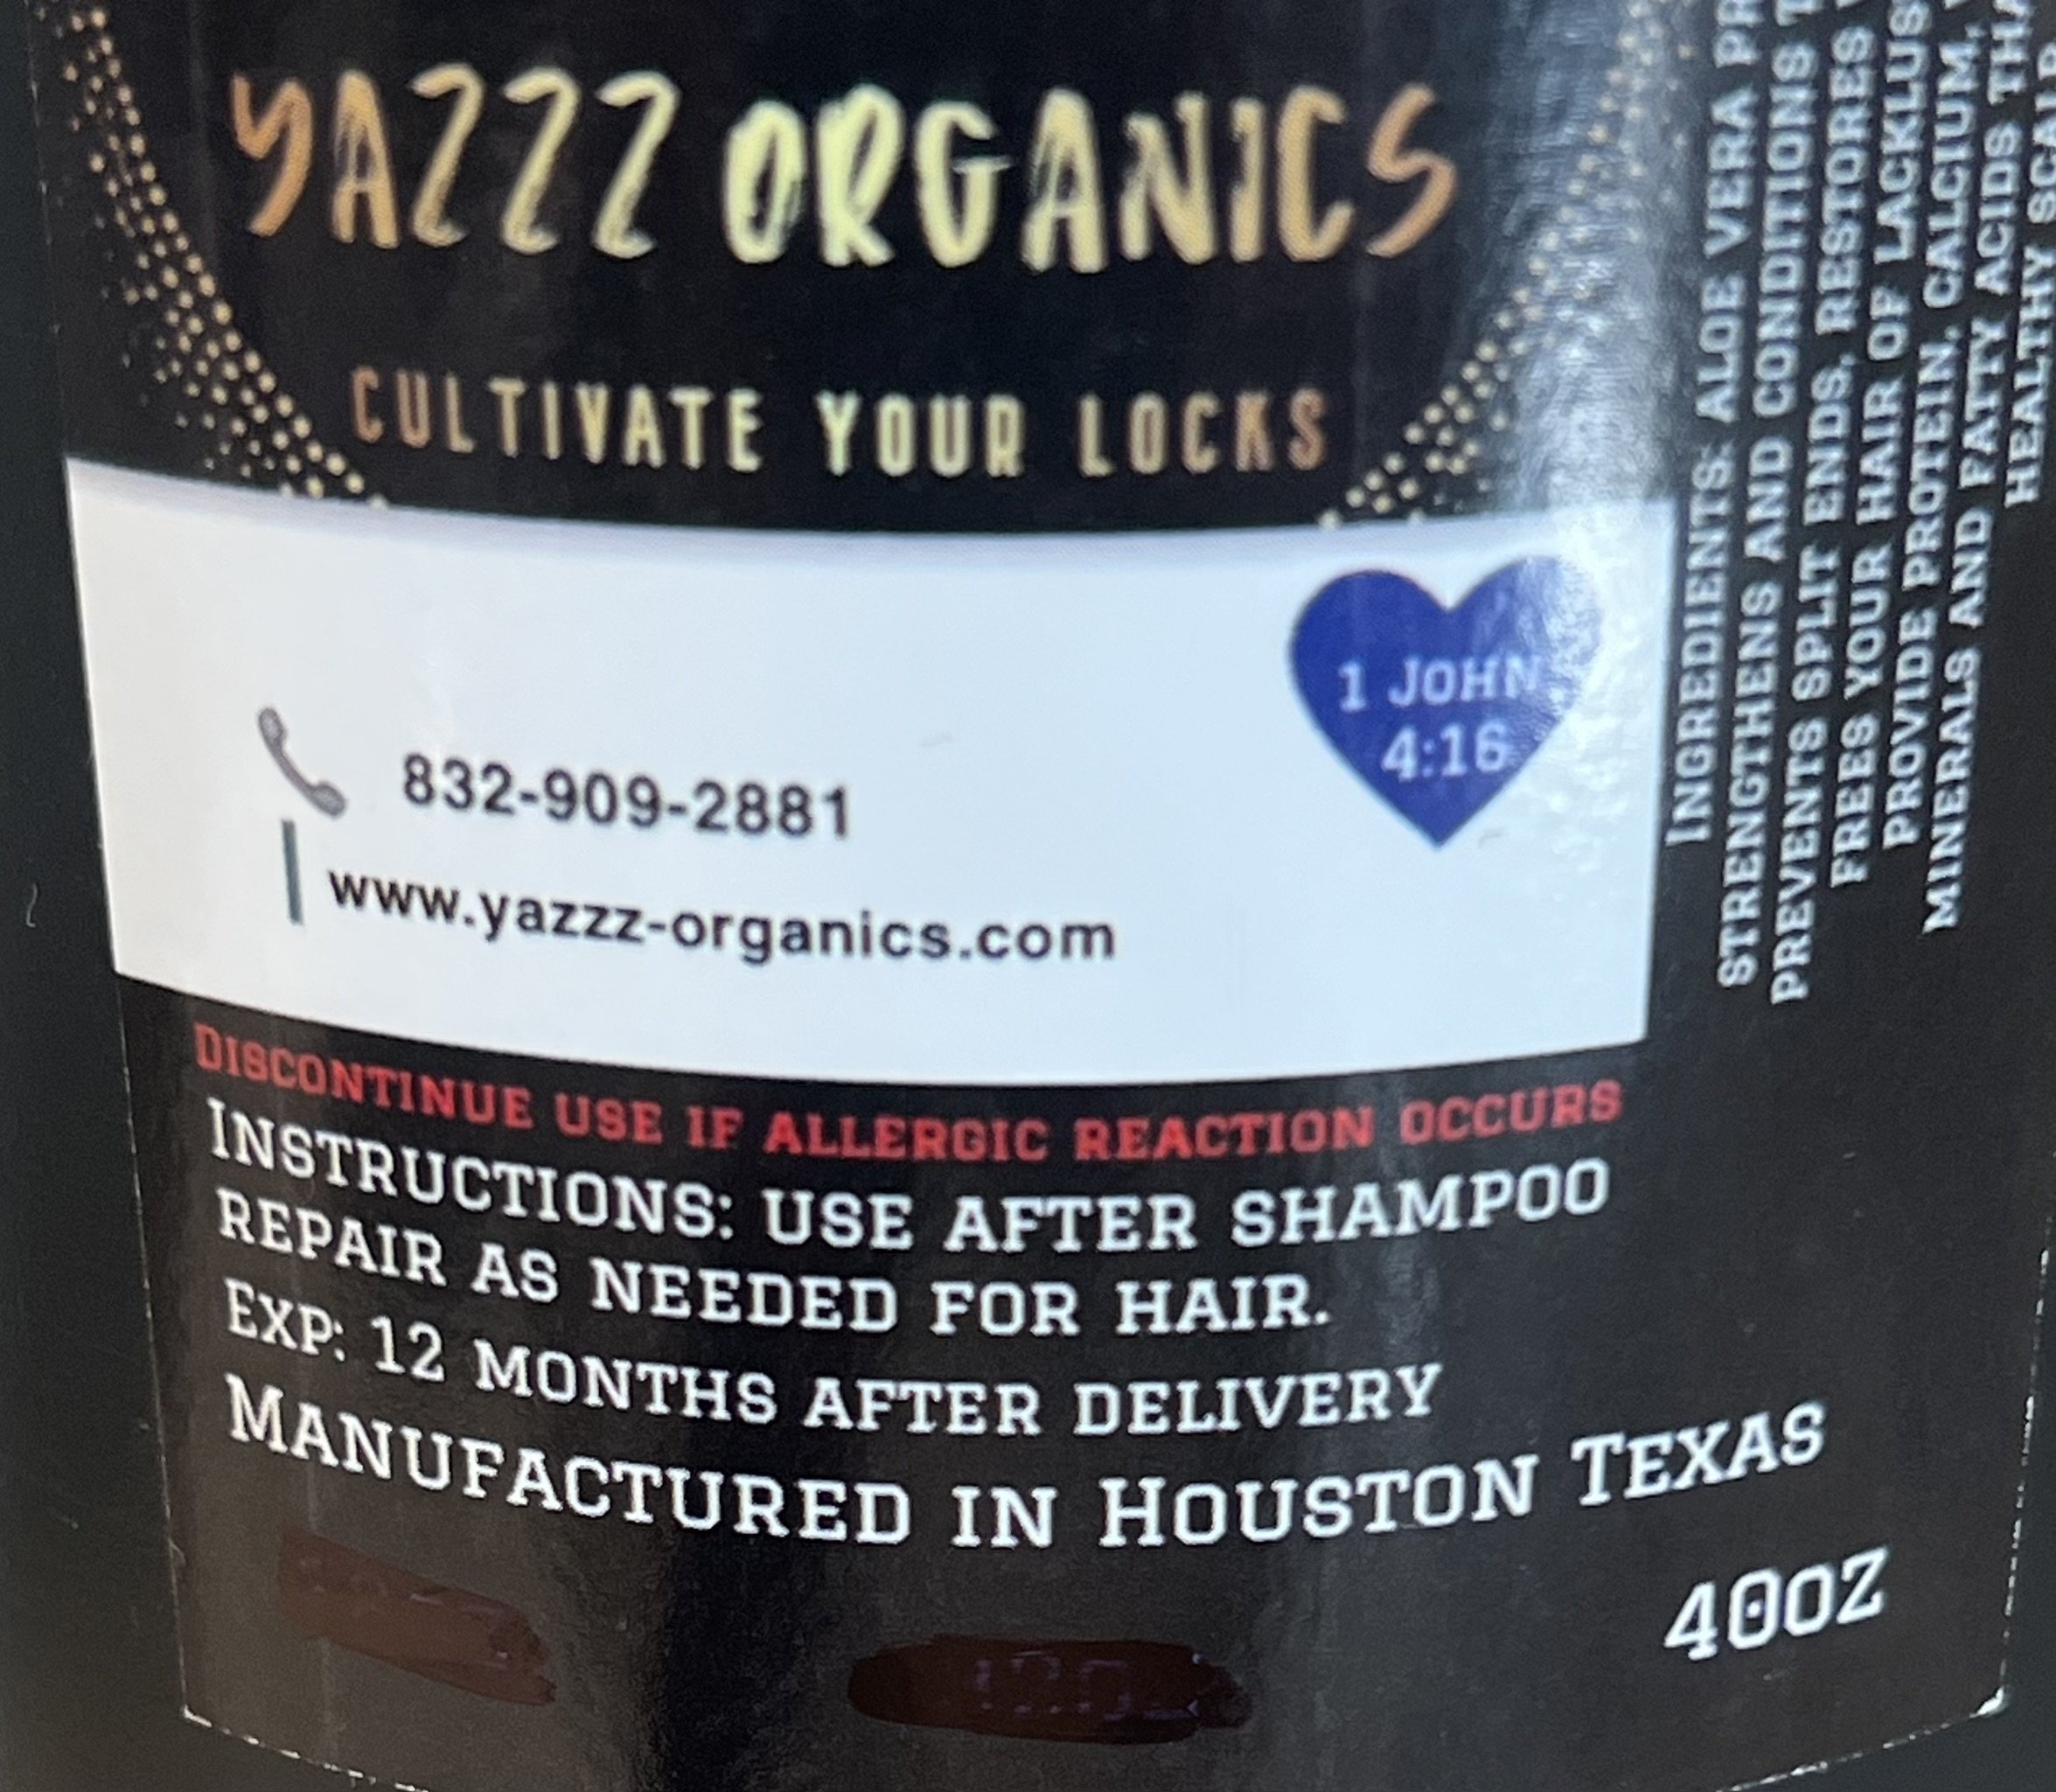 YAZZZ ORGANICS
CULTIVATE YOUR LOCKS
1 JOHN
4:16
832-909-2881
www.yazzz-organics.com
DISCONTINUE USE IF ALLERGIC REACTION OCCURS
INSTRUCTIONS: USE AFTER SHAMPOO
REPAIR AS NEEDED FOR HAIR.
EXP: 12 MONTHS AFTER DELIVERY
MANUFACTURED IN HOUSTON TEXAS
40OZ
INGREDIENTS: ALOE VERA
STRENGTHENS AND CONDITIONS
PREVENTS SPLIT ENDS, RESTORES
FREES YOUR HAIR OF
PROVIDE PROTEIN, CALCIUM,
MINERALS AND FATTY ACIDS
HEALTHY